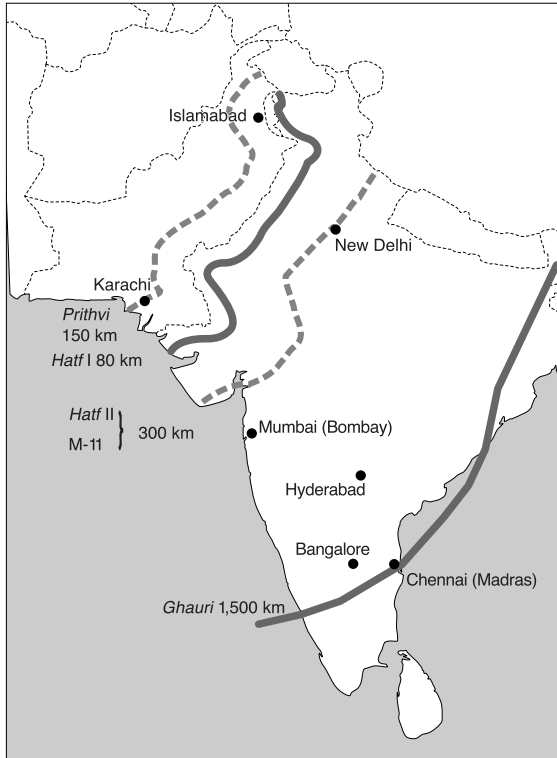 Islamabad
New Delhi
Karachi
Prithvi
150 km
Hatf I 80 km
Hatf II
M-11
300 km
Mumbai (Bombay)
Hyderabad
Bangalore
Chennai (Madras)
Ghauri 1,500 km